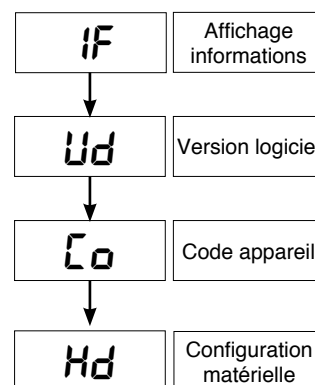 IF
Affichage
informations
Ud
Version logicie
Co
Code appareil
Hd
Configuration
matérielle